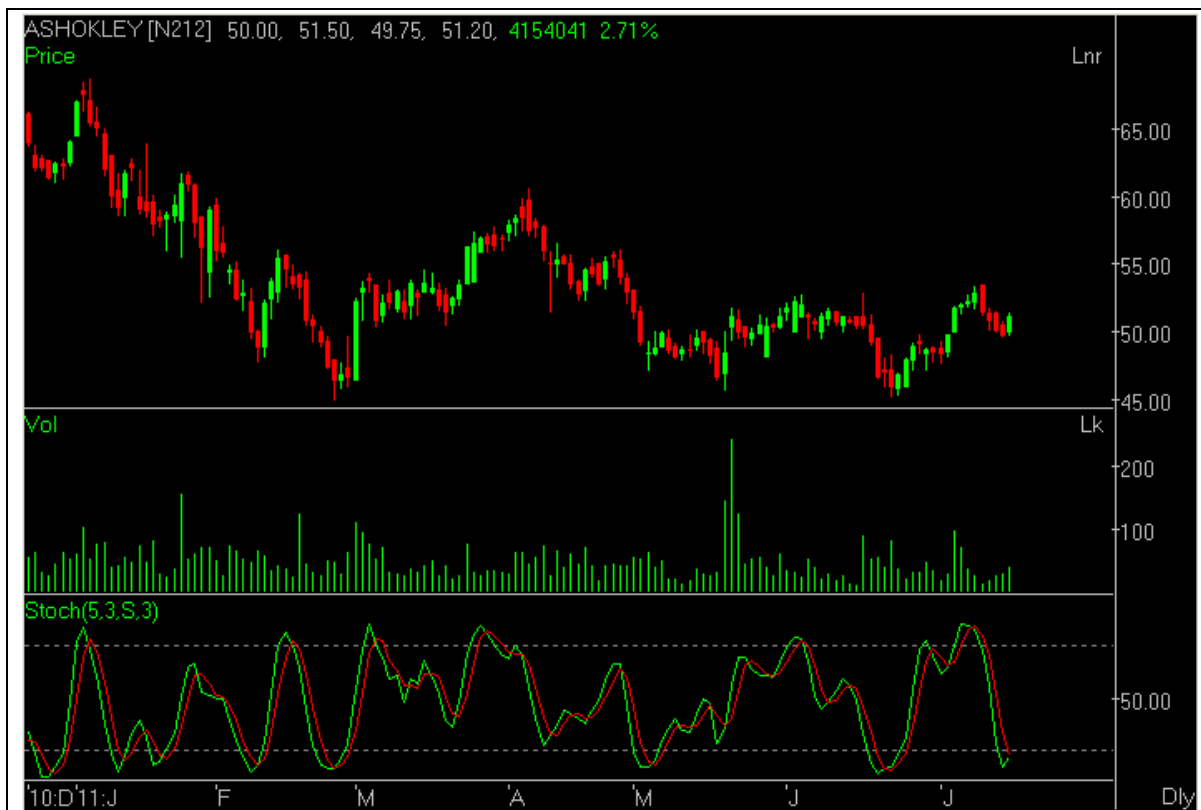 ASHOKLEY [N212] 50.00, 51.50, 49.75, 51.20, 4154041 2.71%
Price
Lnr
65.00
60.00
55.00
50.00
45.00
Vol
Lk
200
100
Stoch(5,3,S,3)
50.00
'10:D'11:J 'F 'M 'A 'M 'J 'J Dly